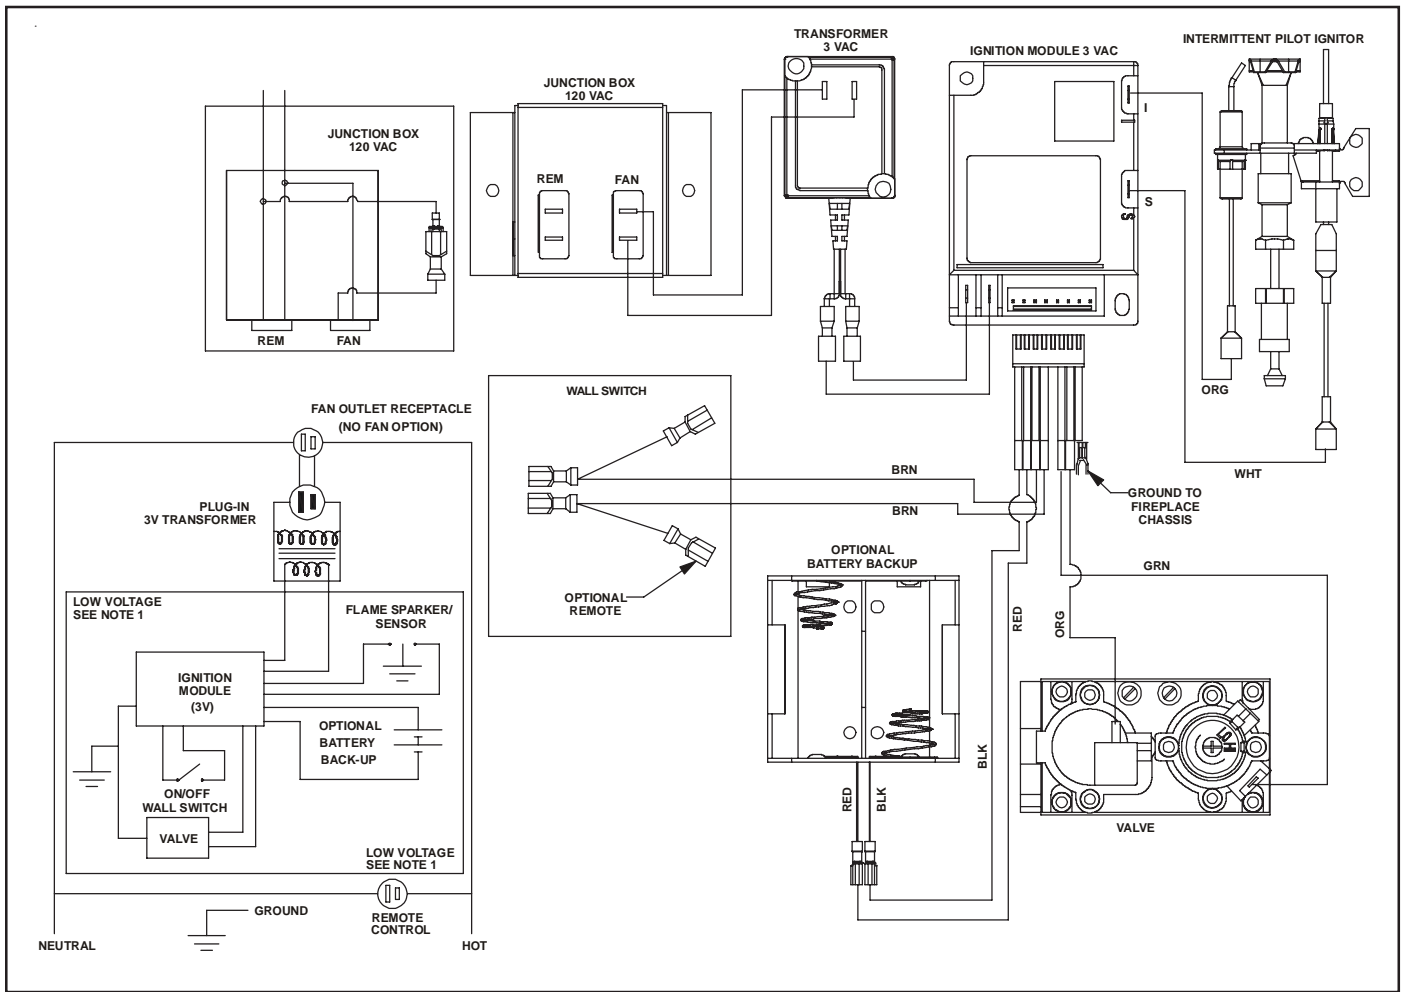 TRANSFORMER
3 VAC
IGNITION MODULE 3 VAC
INTERMITTENT PILOT IGNITOR
JUNCTION BOX
120 VAC
JUNCTION BOX
120 VAC
I
I
REM
FAN
S
S
REM
FAN
ORG
WALL SWITCH
FAN OUTLET RECEPTACLE
(NO FAN OPTION)
BRN
WHT
PLUG-IN
3V TRANSFORMER
BRN
GROUND TO
FIREPLACE
CHASSIS
OPTIONAL
BATTERY BACKUP
GRN
OPTIONAL
REMOTE
LOW VOLTAGE
SEE NOTE 1
FLAME SPARKER/
SENSOR
RED
ORG
IGNITION
MODULE
(3V)
OPTIONAL
BATTERY
BACK-UP
BLK
HI
LO
ON/OFF
WALL SWITCH
RED
BLK
VALVE
VALVE
LOW VOLTAGE
SEE NOTE 1
GROUND
REMOTE
CONTROL
NEUTRAL
HOT